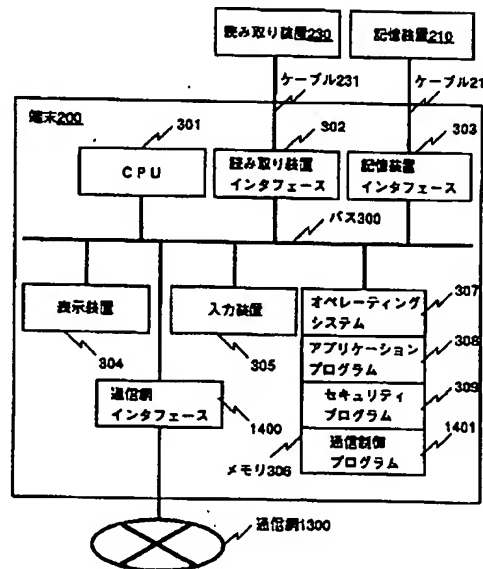 読み取り装置230
記憶装置210
ケーブル231
ケーブル21
端末200
301
302
303
CPU
読み取り装置
インタフェース
記憶装置
インタフェース
バス300
表示装置
入力装置
オペレーティング
システム
307
304
305
アプリケーション
プログラム
308
セキュリティ
プログラム
309
通信網
インタフェース
1400
通信制御
プログラム
1401
メモリ306
通信網1300